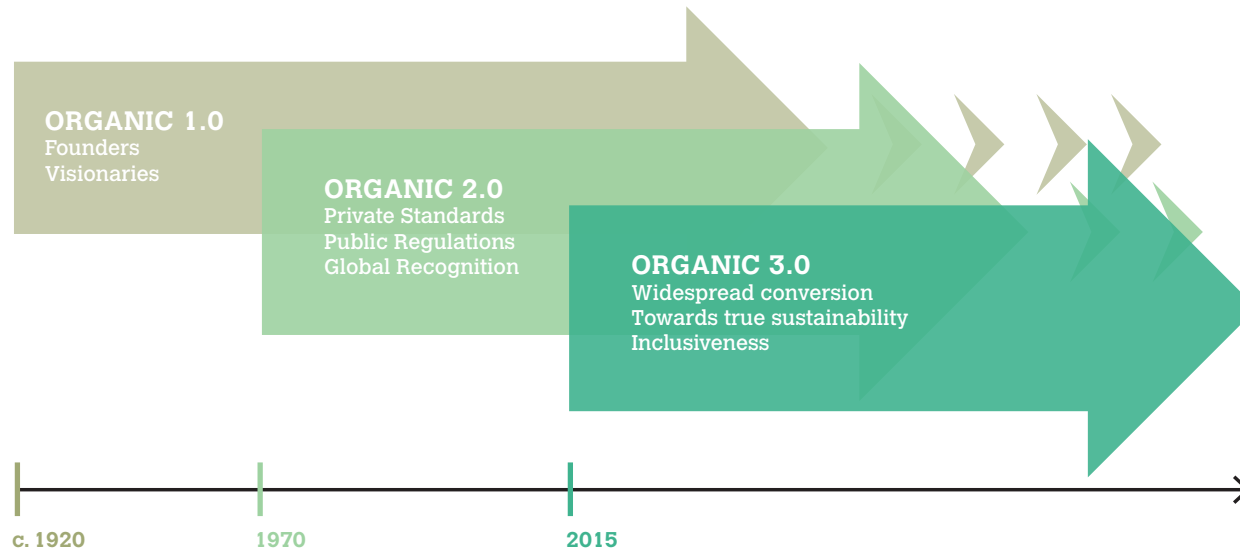 ORGANIC 1.0
Founders
Visionaries
ORGANIC 2.0
Private Standards
Public Regulations
Global Recognition
ORGANIC 3.0
Widespread conversion
Towards true sustainability
Inclusiveness
c. 1920
1970
2015